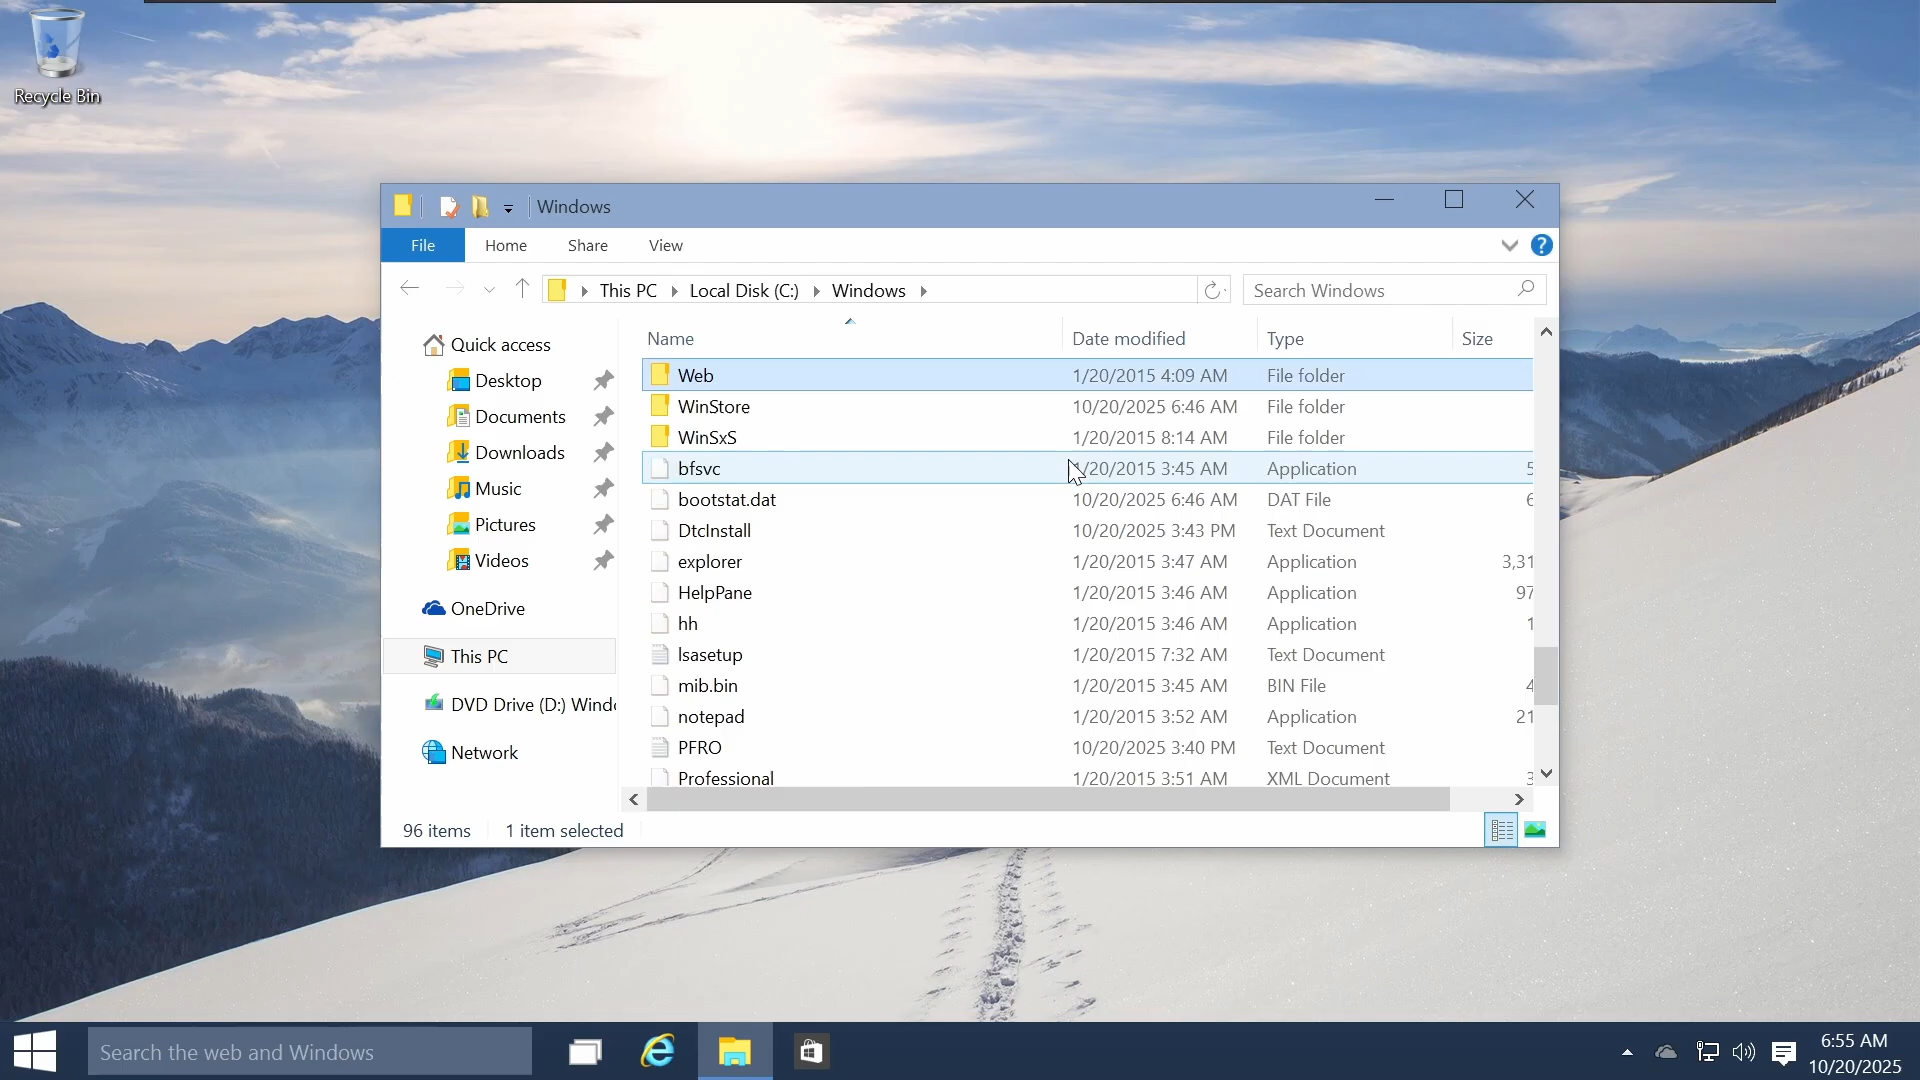 Recycle Bin
Windows
File Home Share View
This PC Local Disk (C:) Windows
Search Windows
Name Date modified Type Size
Quick access
Desktop
Documents
Downloads
Music
Pictures
Videos
OneDrive
This PC
DVD Drive (D:) Windo
Network
Web 1/20/2015 4:09 AM File folder
WinStore 10/20/2025 6:46 AM File folder
WinSxS 1/20/2015 8:14 AM File folder
bfsvc 1/20/2015 3:45 AM Application 5
bootstat.dat 10/20/2025 6:46 AM DAT File 6
DtcInstall 10/20/2025 3:43 PM Text Document
explorer 1/20/2015 3:47 AM Application 3,31
HelpPane 1/20/2015 3:46 AM Application 97
hh 1/20/2015 3:46 AM Application 1
lsasetup 1/20/2015 7:32 AM Text Document
mib.bin 1/20/2015 3:45 AM BIN File 4
notepad 1/20/2015 3:52 AM Application 21
PFRO 10/20/2025 3:40 PM Text Document
Professional 1/20/2015 3:51 AM XML Document 3
96 items 1 item selected
Search the web and Windows
6:55 AM
10/20/2025